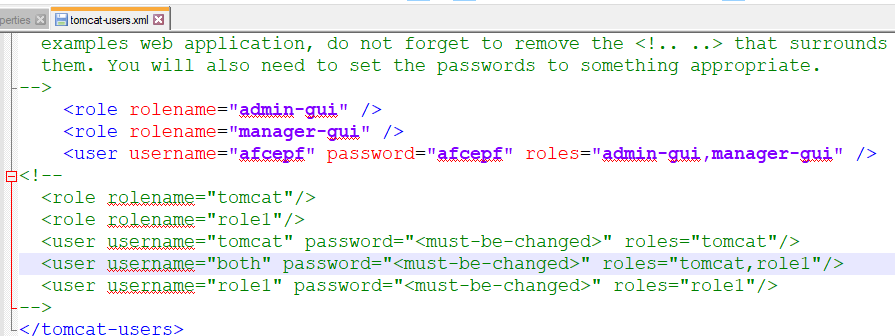 perties
tomcat-users.xml
examples web application, do not forget to remove the <!.. ..> that surrounds
them. You will also need to set the passwords to something appropriate.
-->
<role rolename="admin-gui" />
<role rolename="manager-gui" />
<user username="afcepf" password="afcepf" roles="admin-gui,manager-gui" />
<!--
<role rolename="tomcat"/>
<role rolename="role1"/>
<user username="tomcat" password="<must-be-changed>" roles="tomcat"/>
<user username="both" password="<must-be-changed>" roles="tomcat,role1"/>
<user username="role1" password="<must-be-changed>" roles="role1"/>
-->
</tomcat-users>